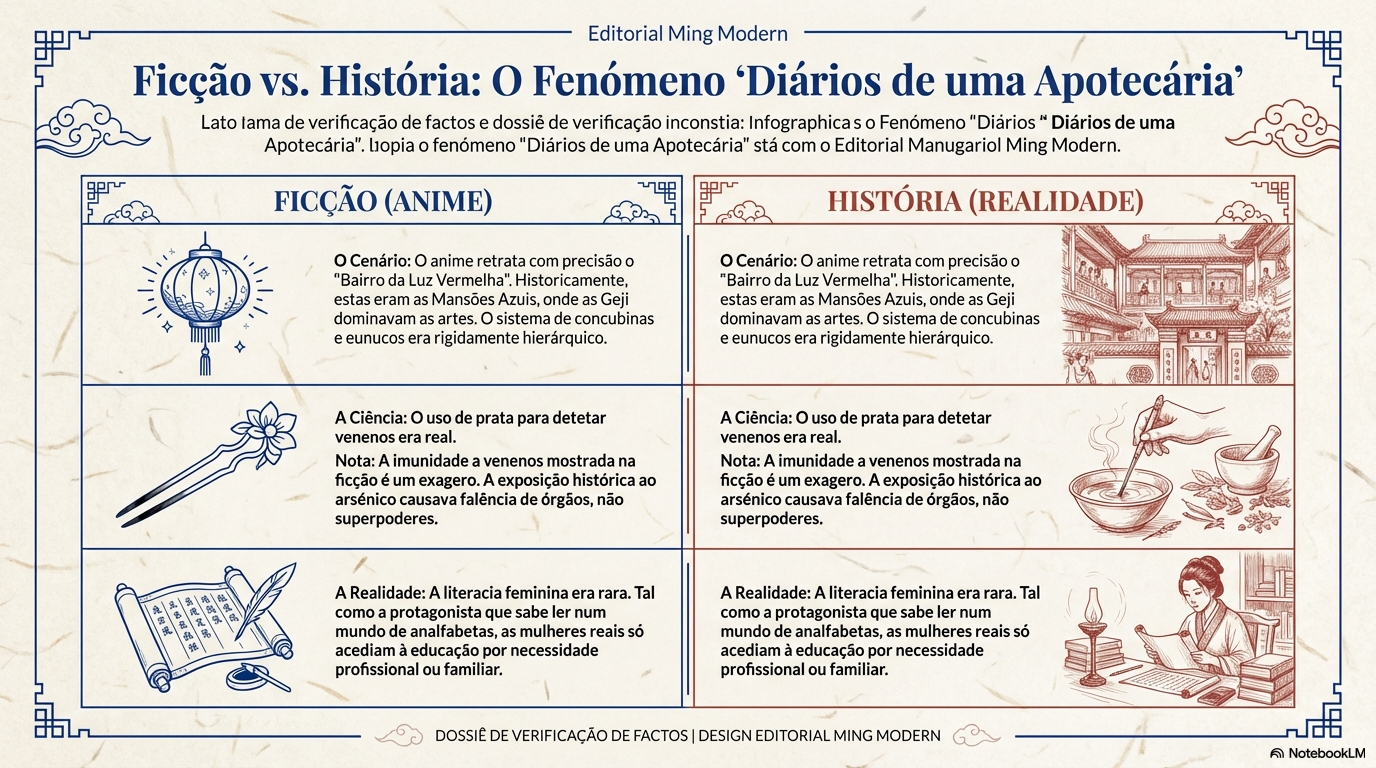 Editorial Ming Modern
Ficção vs. História: O Fenómeno ‘Diários de uma Apotecária’
Lato lama de verificação de factos e dossiê de verificação inconstia: Infographica s o Fenómeno "Diários “ Diários de uma
Apotecária". Iıopia o fenómeno "Diários de uma Apotecária" stá com o Editorial Manugariol Ming Modern.
FICÇÃO (ANIME)
O Cenário: O anime retrata com precisão o
"Bairro da Luz Vermelha". Historicamente,
estas eram as Mansões Azuis, onde as Geji
dominavam as artes. O sistema de concubinas
e eunucos era rigidamente hierárquico.
A Ciência: O uso de prata para detetar
venenos era real.
Nota: A imunidade a venenos mostrada na
ficção é um exagero. A exposição histórica ao
arsénico causava falência de órgãos, não
superpoderes.
A Realidade: A literacia feminina era rara. Tal
como a protagonista que sabe ler num
mundo de analfabetas, as mulheres reais só
acediam à educação por necessidade
profissional ou familiar.
HISTÓRIA (REALIDADE)
O Cenário: O anime retrata com precisão o
"Bairro da Luz Vermelha". Historicamente,
estas eram as Mansões Azuis, onde as Geji
dominavam as artes. O sistema de concubinas
e eunucos era rigidamente hierárquico.
A Ciência: O uso de prata para detetar
venenos era real.
Nota: A imunidade a venenos mostrada na
ficção é um exagero. A exposição histórica ao
arsénico causava falência de órgãos, não
superpoderes.
A Realidade: A literacia feminina era rara. Tal
como a protagonista que sabe ler num
mundo de analfabetas, as mulheres reais só
acediam à educação por necessidade
profissional ou familiar.
DOSSIÊ DE VERIFICAÇÃO DE FACTOS | DESIGN EDITORIAL MING MODERN
NotebookLM